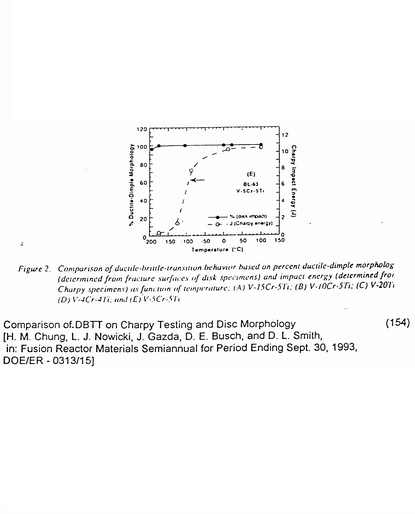 120
100
80
60
40
20
0
% Ductile-Dimple Morphology
12
10
8
6
4
2
0
Charpy Impact Energy (J)
(E)
BL-63
V-5Cr-5Ti
% (disk impact)
J (Charpy energy)
200 150 -100 -50 0 50 100 150
Temperature (°C)
Figure 2. Comparison of ductile-brittle-transition behavior based on percent ductile-dimple morpholog
(determined from fracture surfaces of disk specimens) and impact energy (determined fro
Charpy specimens) as function of temperature; (A) V-15Cr-5Ti; (B) V-10Cr-5Ti; (C) V-20Ti
(D) V-4Cr-4Ti; and (E) V-5Cr-5Ti
Comparison of.DBTT on Charpy Testing and Disc Morphology (154)
[H. M. Chung, L. J. Nowicki, J. Gazda, D. E. Busch, and D. L. Smith,
in: Fusion Reactor Materials Semiannual for Period Ending Sept. 30, 1993,
DOE/ER - 0313/15]